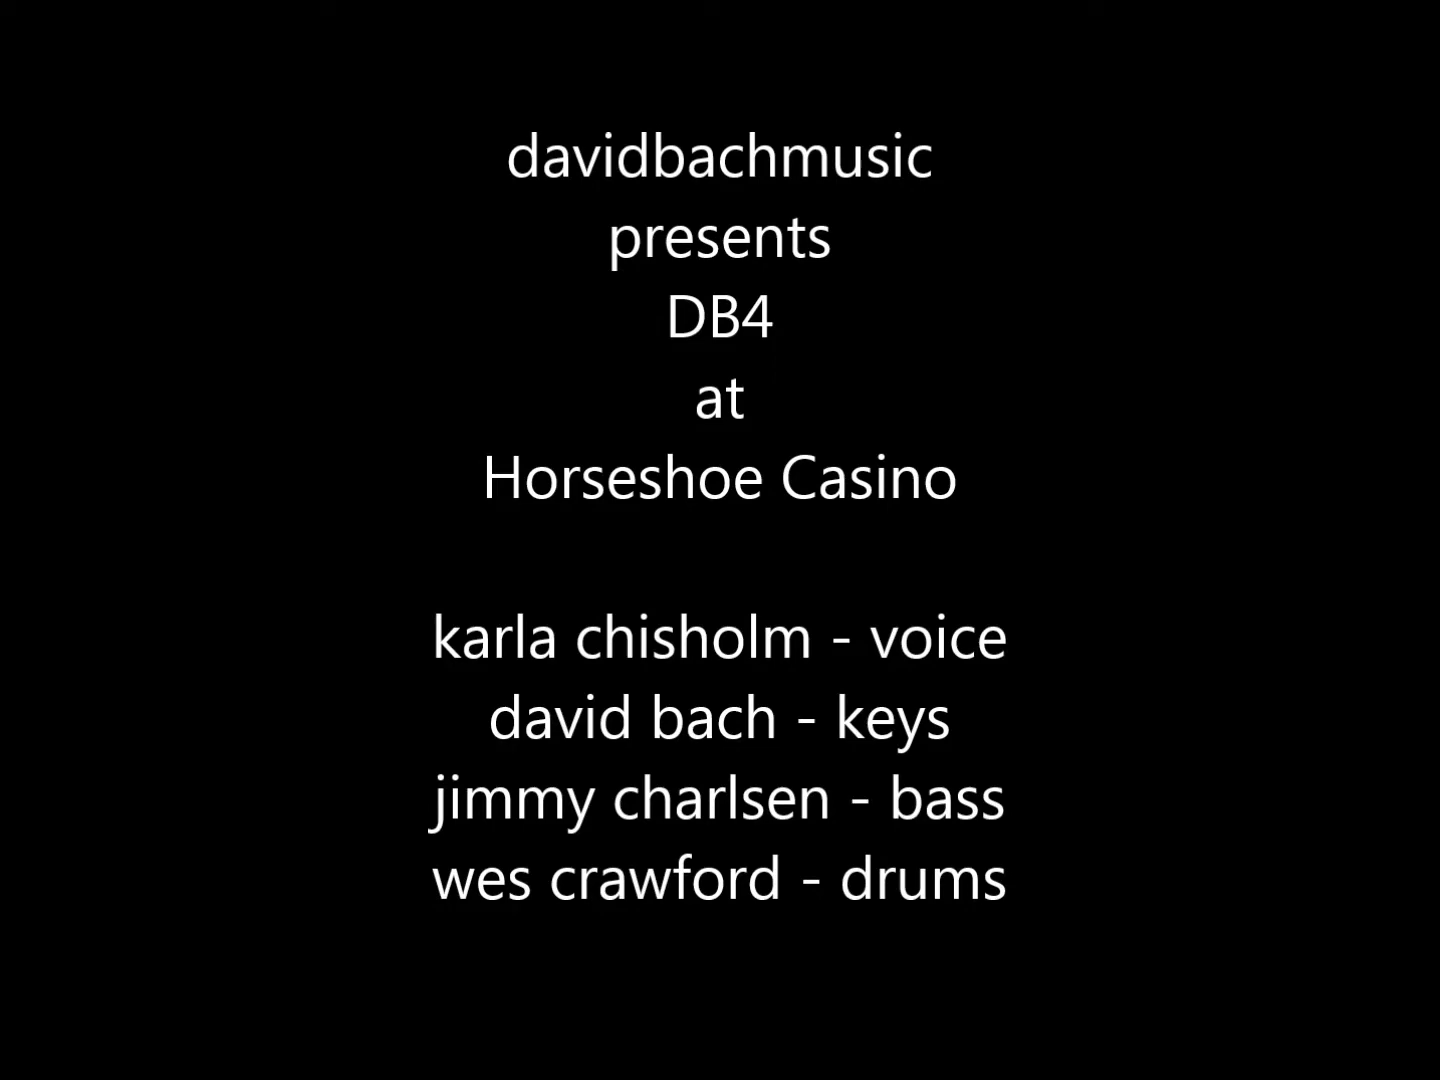 davidbachmusic
presents
DB4
at
Horseshoe Casino
karla chisholm - voice
david bach - keys
jimmy charlsen - bass
wes crawford - drums